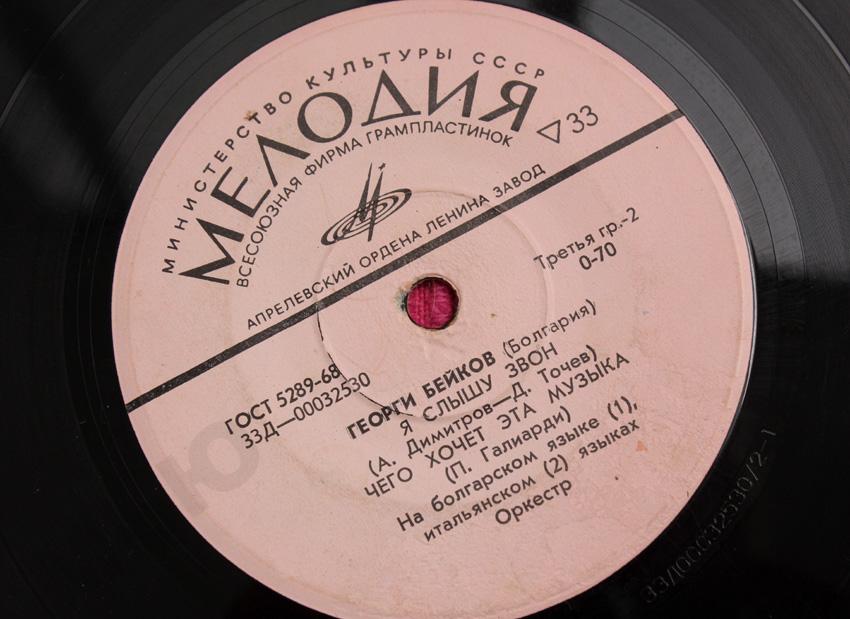 МИНИСТЕРСТВО КУЛЬТУРЫ СССР
МЕЛОДИЯ
33
ВСЕСОЮЗНАЯ ФИРМА ГРАМПЛАСТИНОК
АПРЕЛЕВСКИЙ ОРДЕНА ЛЕНИНА ЗАВОД
Третья гр.-2
0-70
ГОСТ 5289-68
33Д—00032530
ГЕОРГИ БЕЙКОВ (Болгария)
Я СЛЫШУ ЗВОН
(А. Димитров—Д. Точев)
ЧЕГО ХОЧЕТ ЭТА МУЗЫКА
(П. Галиарди)
На болгарском языке (1),
итальянском (2) языках
Оркестр
33Д00032530/2-1
Ю